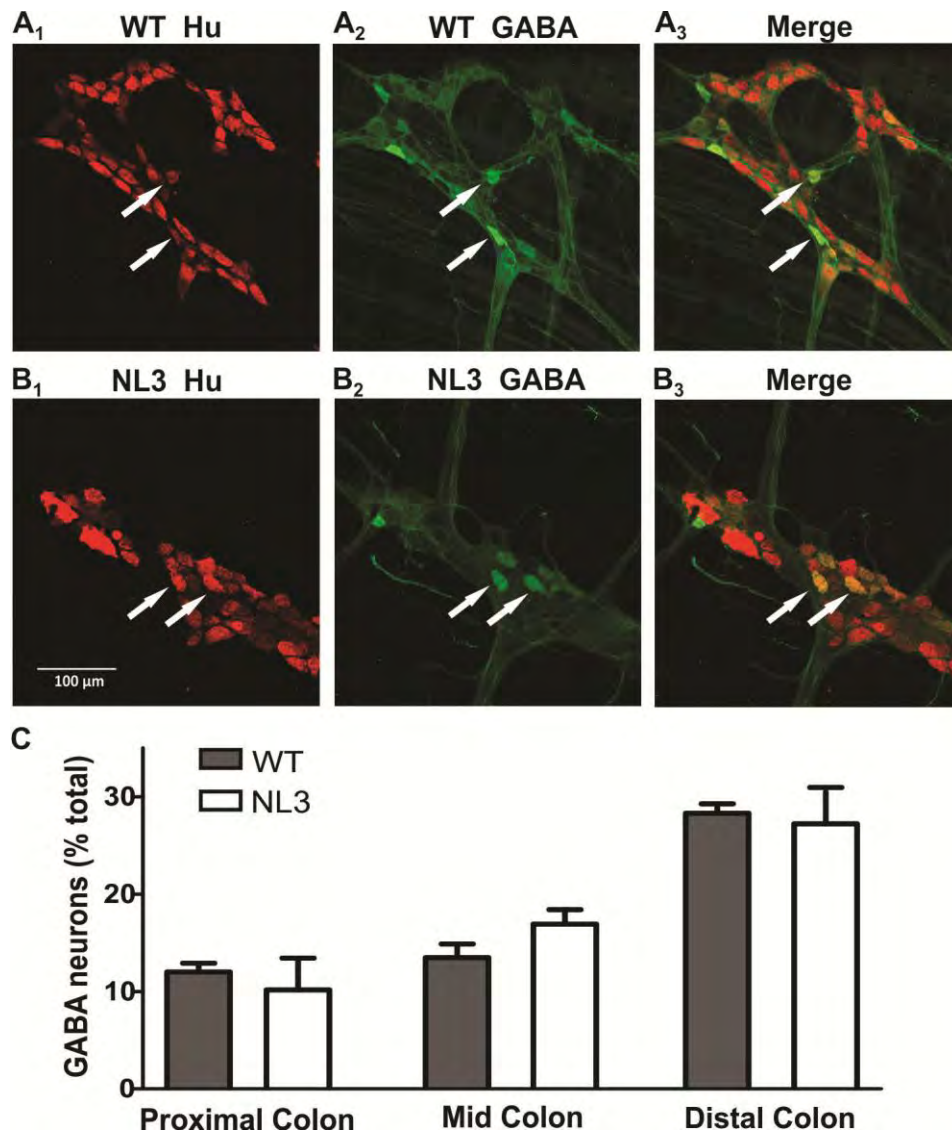 A1 WT Hu A2 WT GABA A3 Merge
B1 NL3 Hu B2 NL3 GABA B3 Merge
100 µm
C
GABA neurons (% total)
WT
NL3
30
20
10
0
Proximal Colon Mid Colon Distal Colon